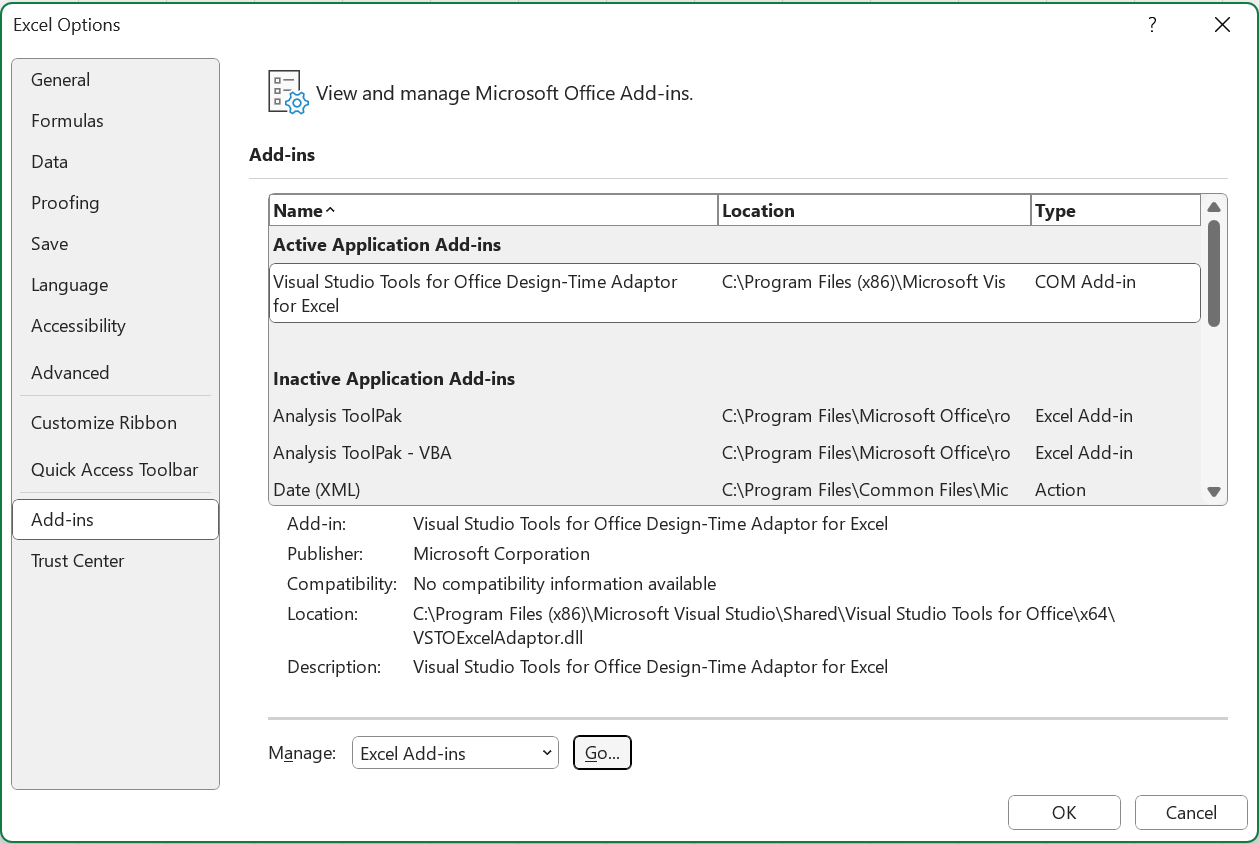 Excel Options
?
General
Formulas
Data
Proofing
Save
Language
Accessibility
Advanced
Customize Ribbon
Quick Access Toolbar
Add-ins
Trust Center
View and manage Microsoft Office Add-ins.
Add-ins
Name Location Type
Active Application Add-ins
Visual Studio Tools for Office Design-Time Adaptor C:\Program Files (x86)\Microsoft Vis COM Add-in
for Excel
Inactive Application Add-ins
Analysis ToolPak C:\Program Files\Microsoft Office\ro Excel Add-in
Analysis ToolPak - VBA C:\Program Files\Microsoft Office\ro Excel Add-in
Date (XML) C:\Program Files\Common Files\Mic Action
Add-in: Visual Studio Tools for Office Design-Time Adaptor for Excel
Publisher: Microsoft Corporation
Compatibility: No compatibility information available
Location: C:\Program Files (x86)\Microsoft Visual Studio\Shared\Visual Studio Tools for Office\x64\
VSTOExcelAdaptor.dll
Description: Visual Studio Tools for Office Design-Time Adaptor for Excel
Manage: Excel Add-ins Go...
OK Cancel